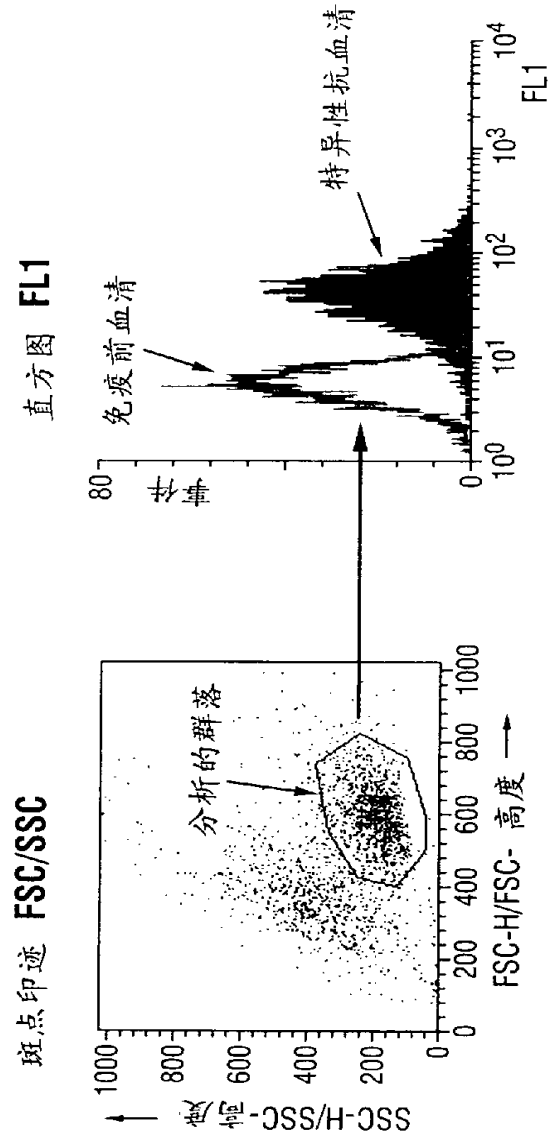 斑点印迹 FSC/SSC
1000
800
600
400
200
0
SSC-H/SSC-高度
分析的群落
0
200
400
600
800
1000
FSC-H/FSC- 高度
直方图 FL1
80
事件
0
免疫前血清
特异性抗血清
10⁰
10¹
10²
10³
10⁴
FL1